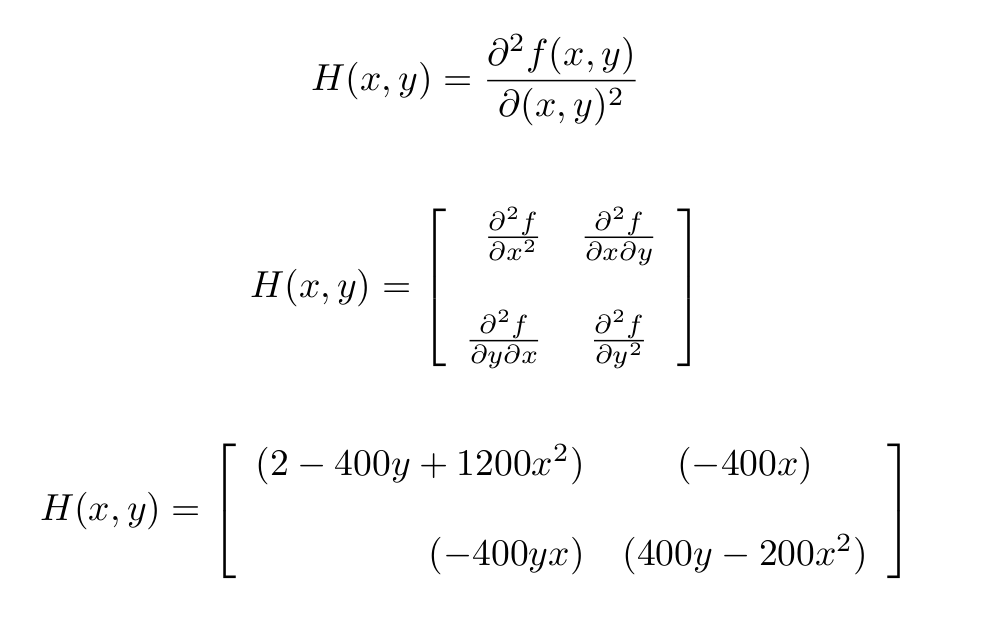 H(x, y) = ∂²f(x, y) / ∂(x, y)²
H(x, y) = [ ∂²f/∂x² ∂²f/∂x∂y
∂²f/∂y∂x ∂²f/∂y² ]
H(x, y) = [ (2 − 400y + 1200x²) (−400x)
(−400yx) (400y − 200x²) ]